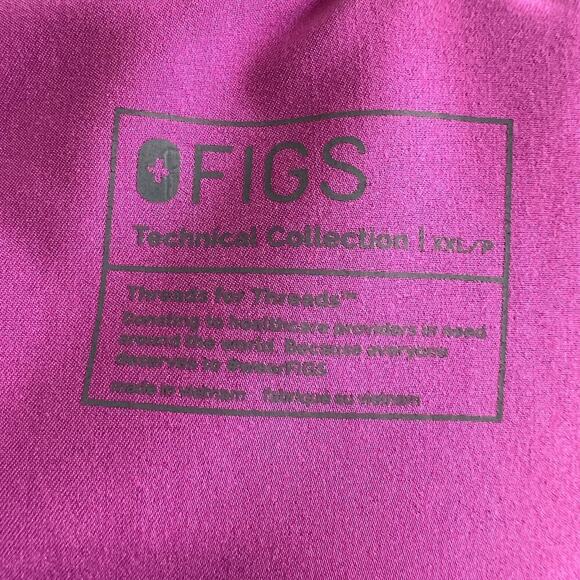 FIGS
Technical Collection | XXL/P
Threads for Threads™
Donating to healthcare providers in need
around the world. Because everyone
deserves to #wearFIGS
made in vietnam fabriqué au vietnam